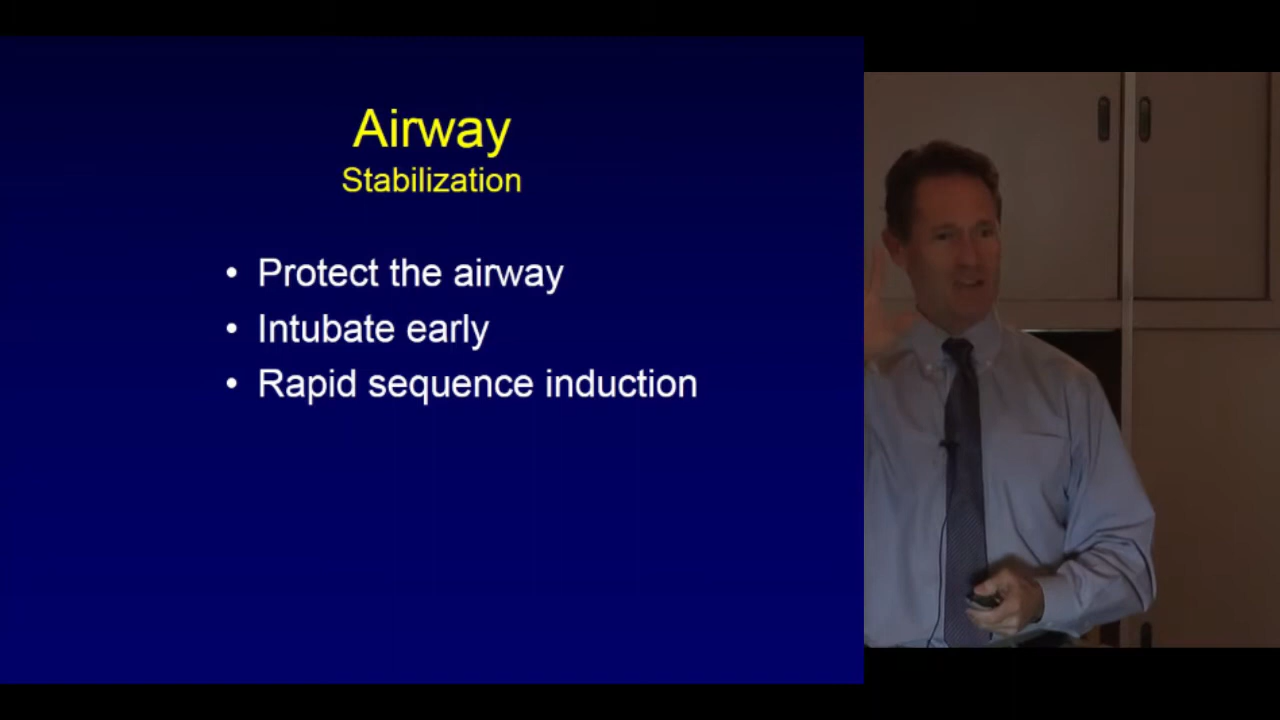 Airway
Stabilization
• Protect the airway
• Intubate early
• Rapid sequence induction